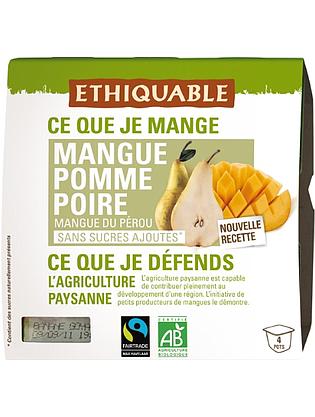 ETHIQUABLE
CE QUE JE MANGE
MANGUE
POMME
POIRE
MANGUE DU PÉROU
SANS SUCRES AJOUTÉS*
NOUVELLE
RECETTE
CE QUE JE DÉFENDS
L'AGRICULTURE
PAYSANNE
L'agriculture paysanne est capable
de contribuer pleinement au
développement d'une région. L'initiative de
petits producteurs de mangues le démontre.
* Contient des sucres naturellement présents
FAIRTRADE
MAX HAVELAAR
CERTIFIÉ
AB
AGRICULTURE
BIOLOGIQUE
4
POTS